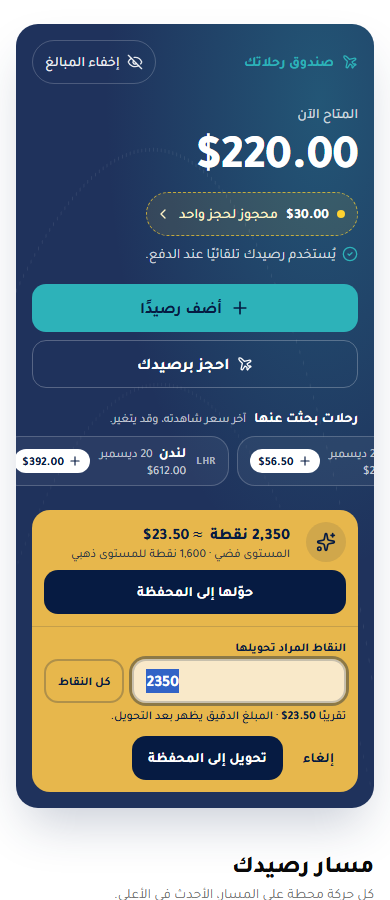 صندوق رحلاتك
إخفاء المبالغ
المتاح الآن
$220.00
$30.00 محجوز لحجز واحد
يُستخدم رصيدك تلقائيًا عند الدفع.
أضف رصيدًا
احجز برصيدك
رحلات بحثت عنها آخر سعر شاهدته، وقد يتغير.
ديسمبر
$56.50
LHR لندن 20 ديسمبر
$612.00
$392.00
2,350 نقطة ≈ $23.50
المستوى فضي · 1,600 نقطة للمستوى ذهبي
حوّلها إلى المحفظة
النقاط المراد تحويلها
2350
كل النقاط
تقريبًا $23.50 · المبلغ الدقيق يظهر بعد التحويل.
إلغاء
تحويل إلى المحفظة
مسار رصيدك
كل حركة محطة على المسار، الأحدث في الأعلى.